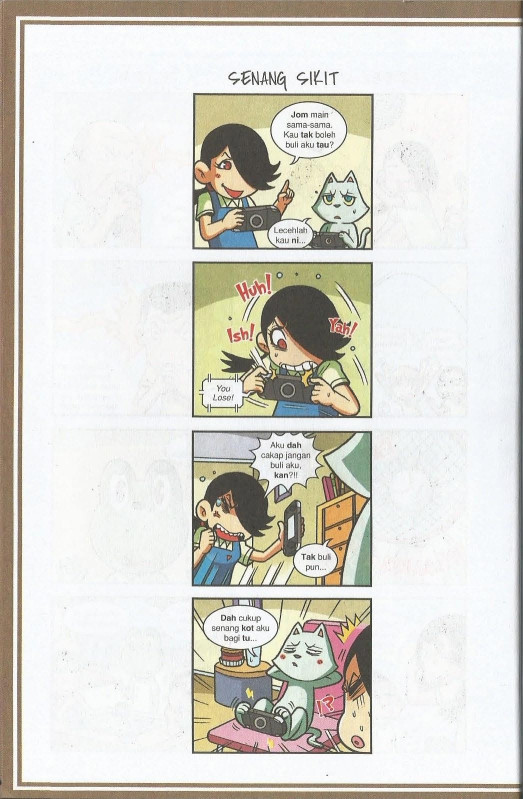 SENANG SIKIT
Jom main
sama-sama.
Kau tak boleh
buli aku tau?
Lecehlah
kau ni...
Huh!
Ish!
Yah!
You
Lose!
Aku dah
cakap jangan
buli aku,
kan?!!
Tak buli
pun...
Dah cukup
senang kot aku
bagi tu...
!?